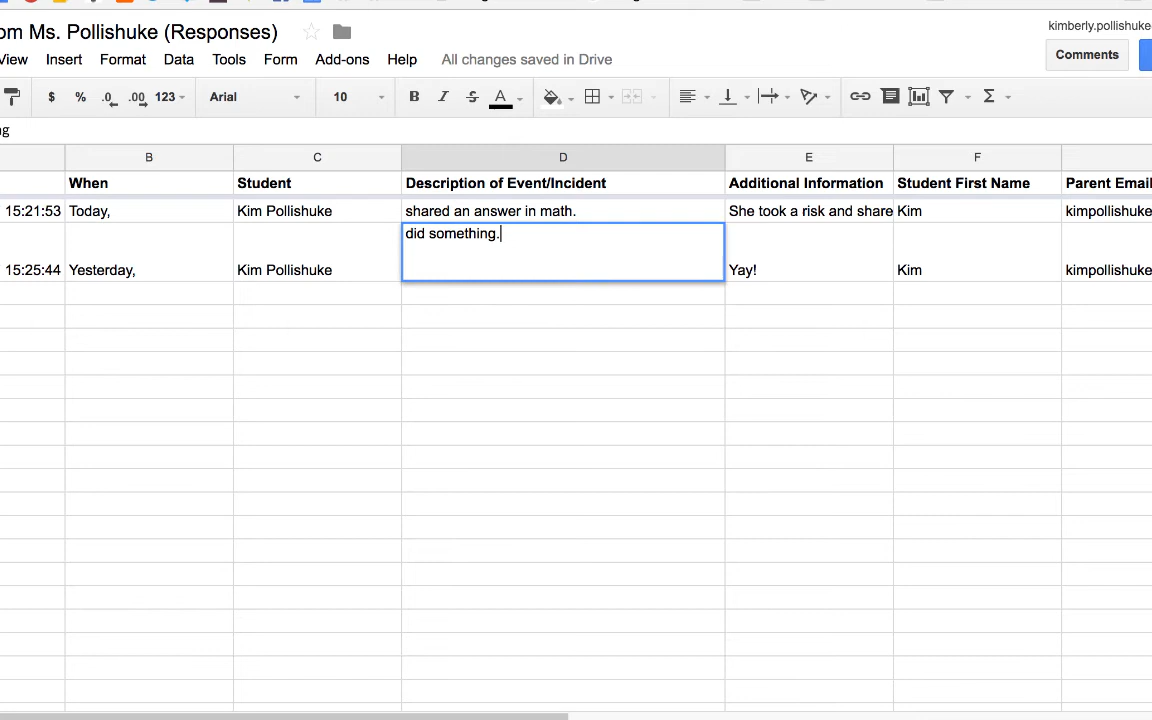 om Ms. Pollishuke (Responses)
kimberly.pollishuke
View Insert Format Data Tools Form Add-ons Help All changes saved in Drive
Comments
$ % .0 .00 123 Arial 10 B I S A Σ
ng
B C D E F
When Student Description of Event/Incident Additional Information Student First Name Parent Email
15:21:53 Today, Kim Pollishuke shared an answer in math. She took a risk and share Kim kimpollishuke
did something.
15:25:44 Yesterday, Kim Pollishuke Yay! Kim kimpollishuke